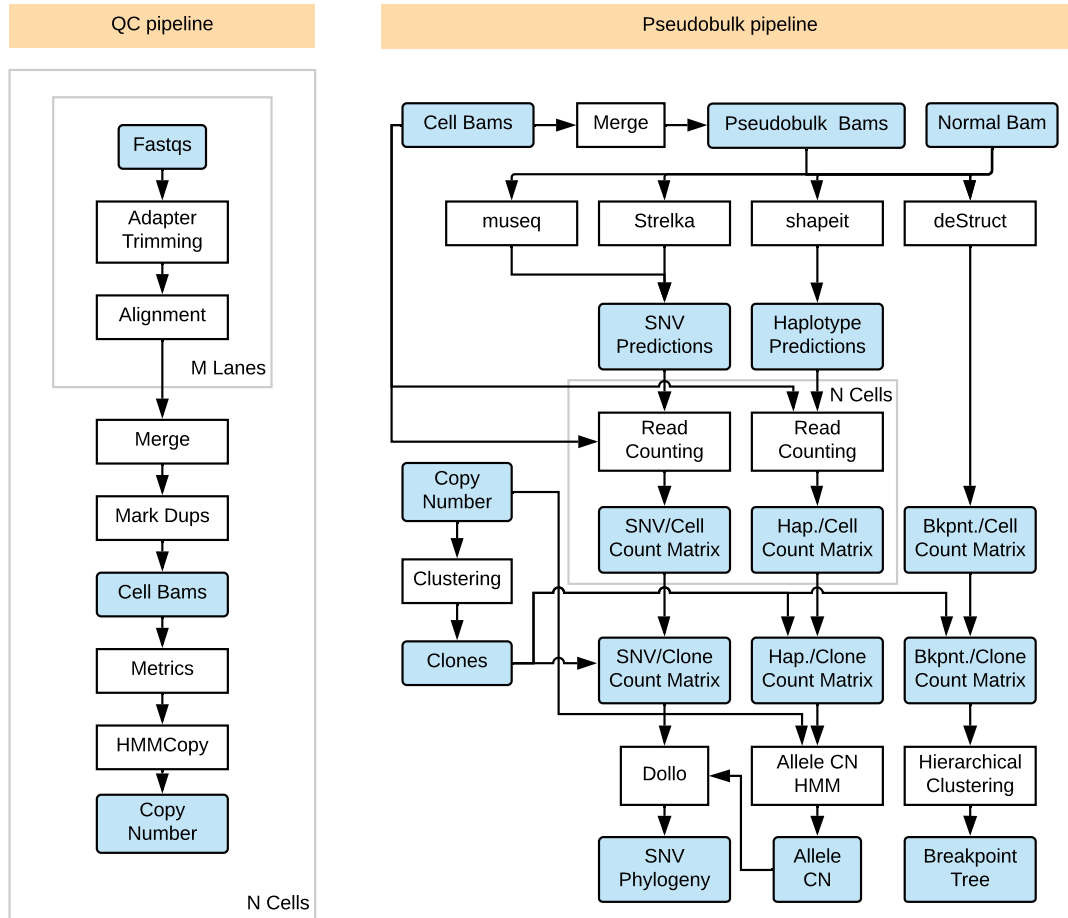 QC pipeline
Fastqs
Adapter
Trimming
Alignment
M Lanes
Merge
Mark Dups
Cell Bams
Metrics
HMMCopy
Copy
Number
N Cells
Pseudobulk pipeline
Cell Bams
Merge
Pseudobulk Bams
Normal Bam
museq
Strelka
shapeit
deStruct
SNV
Predictions
Haplotype
Predictions
N Cells
Read
Counting
Read
Counting
Copy
Number
SNV/Cell
Count Matrix
Hap./Cell
Count Matrix
Bkpnt./Cell
Count Matrix
Clustering
Clones
SNV/Clone
Count Matrix
Hap./Clone
Count Matrix
Bkpnt./Clone
Count Matrix
Dollo
Allele CN
HMM
Hierarchical
Clustering
SNV
Phylogeny
Allele
CN
Breakpoint
Tree